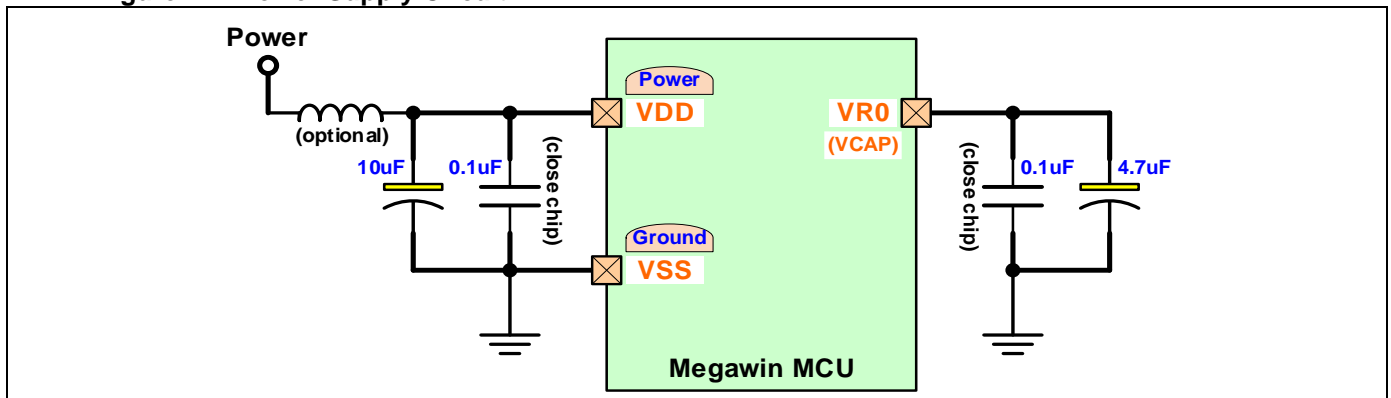 Power
(optional)
10uF
0.1uF
(close chip)
Power
VDD
Ground
VSS
VR0
(VCAP)
(close chip)
0.1uF
4.7uF
Megawin MCU